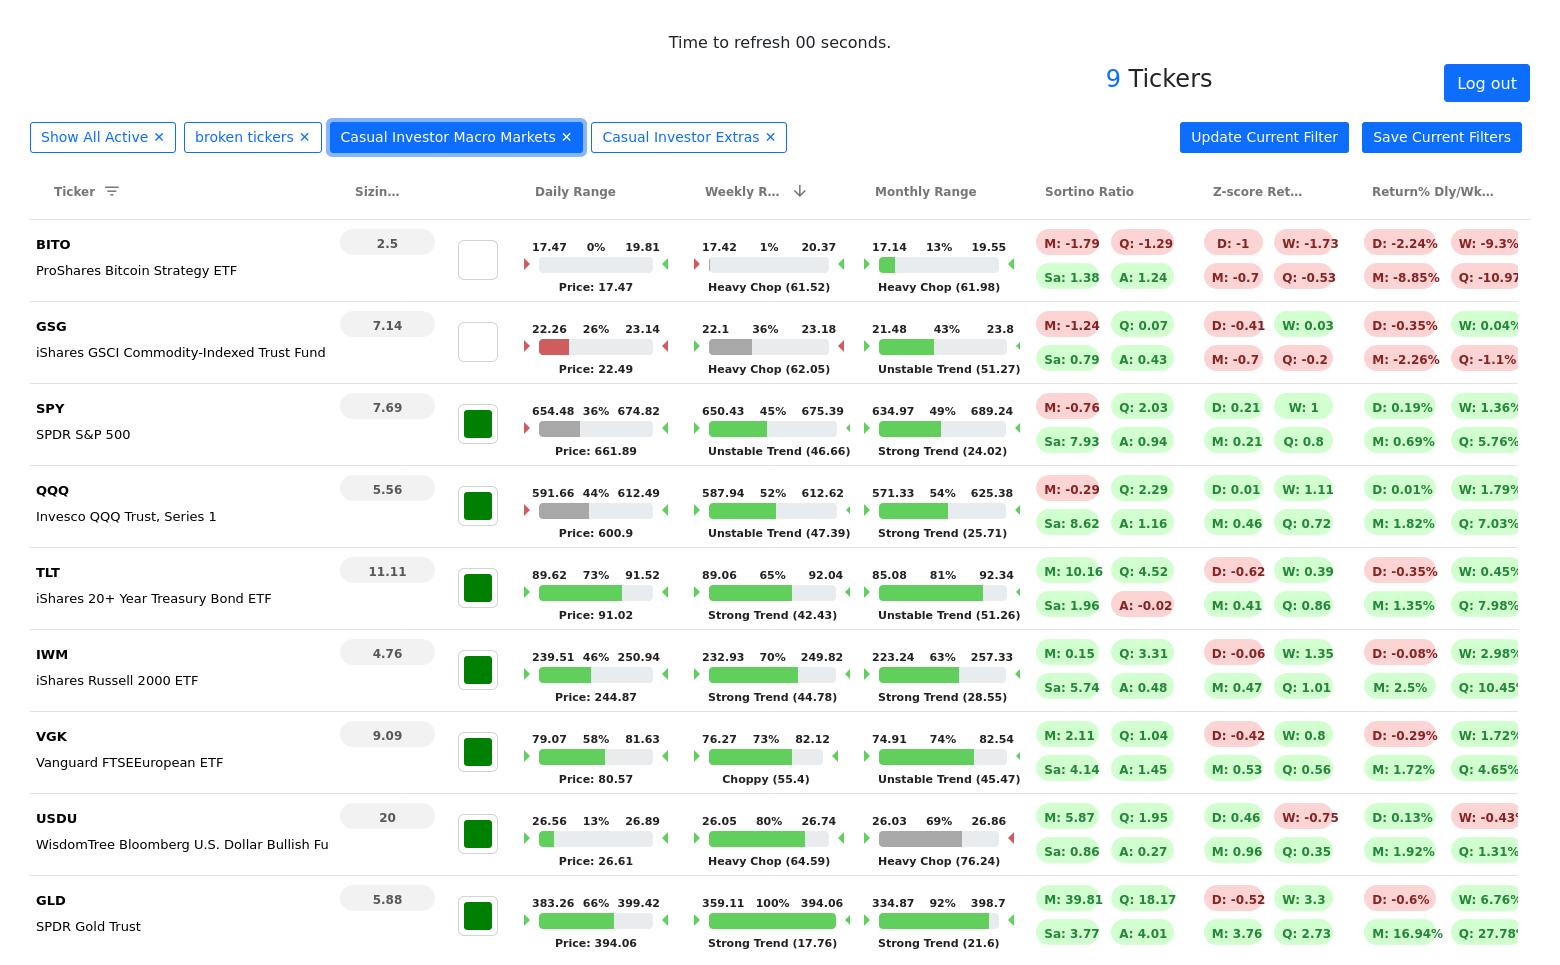 Time to refresh 00 seconds.
9 Tickers
Log out
Show All Active ✕ broken tickers ✕ Casual Investor Macro Markets ✕ Casual Investor Extras ✕ Update Current Filter Save Current Filters
Ticker Sizin… Daily Range Weekly R… Monthly Range Sortino Ratio Z-score Ret… Return% Dly/Wk…
BITO 2.5 17.47 0% 19.81 17.42 1% 20.37 17.14 13% 19.55 M: -1.79 Q: -1.29 D: -1 W: -1.73 D: -2.24% W: -9.3%
ProShares Bitcoin Strategy ETF Sa: 1.38 A: 1.24 M: -0.7 Q: -0.53 M: -8.85% Q: -10.97
Price: 17.47 Heavy Chop (61.52) Heavy Chop (61.98)
GSG 7.14 22.26 26% 23.14 22.1 36% 23.18 21.48 43% 23.8 M: -1.24 Q: 0.07 D: -0.41 W: 0.03 D: -0.35% W: 0.04%
iShares GSCI Commodity-Indexed Trust Fund Sa: 0.79 A: 0.43 M: -0.7 Q: -0.2 M: -2.26% Q: -1.1%
Price: 22.49 Heavy Chop (62.05) Unstable Trend (51.27)
SPY 7.69 654.48 36% 674.82 650.43 45% 675.39 634.97 49% 689.24 M: -0.76 Q: 2.03 D: 0.21 W: 1 D: 0.19% W: 1.36%
SPDR S&P 500 Sa: 7.93 A: 0.94 M: 0.21 Q: 0.8 M: 0.69% Q: 5.76%
Price: 661.89 Unstable Trend (46.66) Strong Trend (24.02)
QQQ 5.56 591.66 44% 612.49 587.94 52% 612.62 571.33 54% 625.38 M: -0.29 Q: 2.29 D: 0.01 W: 1.11 D: 0.01% W: 1.79%
Invesco QQQ Trust, Series 1 Sa: 8.62 A: 1.16 M: 0.46 Q: 0.72 M: 1.82% Q: 7.03%
Price: 600.9 Unstable Trend (47.39) Strong Trend (25.71)
TLT 11.11 89.62 73% 91.52 89.06 65% 92.04 85.08 81% 92.34 M: 10.16 Q: 4.52 D: -0.62 W: 0.39 D: -0.35% W: 0.45%
iShares 20+ Year Treasury Bond ETF Sa: 1.96 A: -0.02 M: 0.41 Q: 0.86 M: 1.35% Q: 7.98%
Price: 91.02 Strong Trend (42.43) Unstable Trend (51.26)
IWM 4.76 239.51 46% 250.94 232.93 70% 249.82 223.24 63% 257.33 M: 0.15 Q: 3.31 D: -0.06 W: 1.35 D: -0.08% W: 2.98%
iShares Russell 2000 ETF Sa: 5.74 A: 0.48 M: 0.47 Q: 1.01 M: 2.5% Q: 10.45%
Price: 244.87 Strong Trend (44.78) Strong Trend (28.55)
VGK 9.09 79.07 58% 81.63 76.27 73% 82.12 74.91 74% 82.54 M: 2.11 Q: 1.04 D: -0.42 W: 0.8 D: -0.29% W: 1.72%
Vanguard FTSEEuropean ETF Sa: 4.14 A: 1.45 M: 0.53 Q: 0.56 M: 1.72% Q: 4.65%
Price: 80.57 Choppy (55.4) Unstable Trend (45.47)
USDU 20 26.56 13% 26.89 26.05 80% 26.74 26.03 69% 26.86 M: 5.87 Q: 1.95 D: 0.46 W: -0.75 D: 0.13% W: -0.43%
WisdomTree Bloomberg U.S. Dollar Bullish Fu Sa: 0.86 A: 0.27 M: 0.96 Q: 0.35 M: 1.92% Q: 1.31%
Price: 26.61 Heavy Chop (64.59) Heavy Chop (76.24)
GLD 5.88 383.26 66% 399.42 359.11 100% 394.06 334.87 92% 398.7 M: 39.81 Q: 18.17 D: -0.52 W: 3.3 D: -0.6% W: 6.76%
SPDR Gold Trust Sa: 3.77 A: 4.01 M: 3.76 Q: 2.73 M: 16.94% Q: 27.78%
Price: 394.06 Strong Trend (17.76) Strong Trend (21.6)